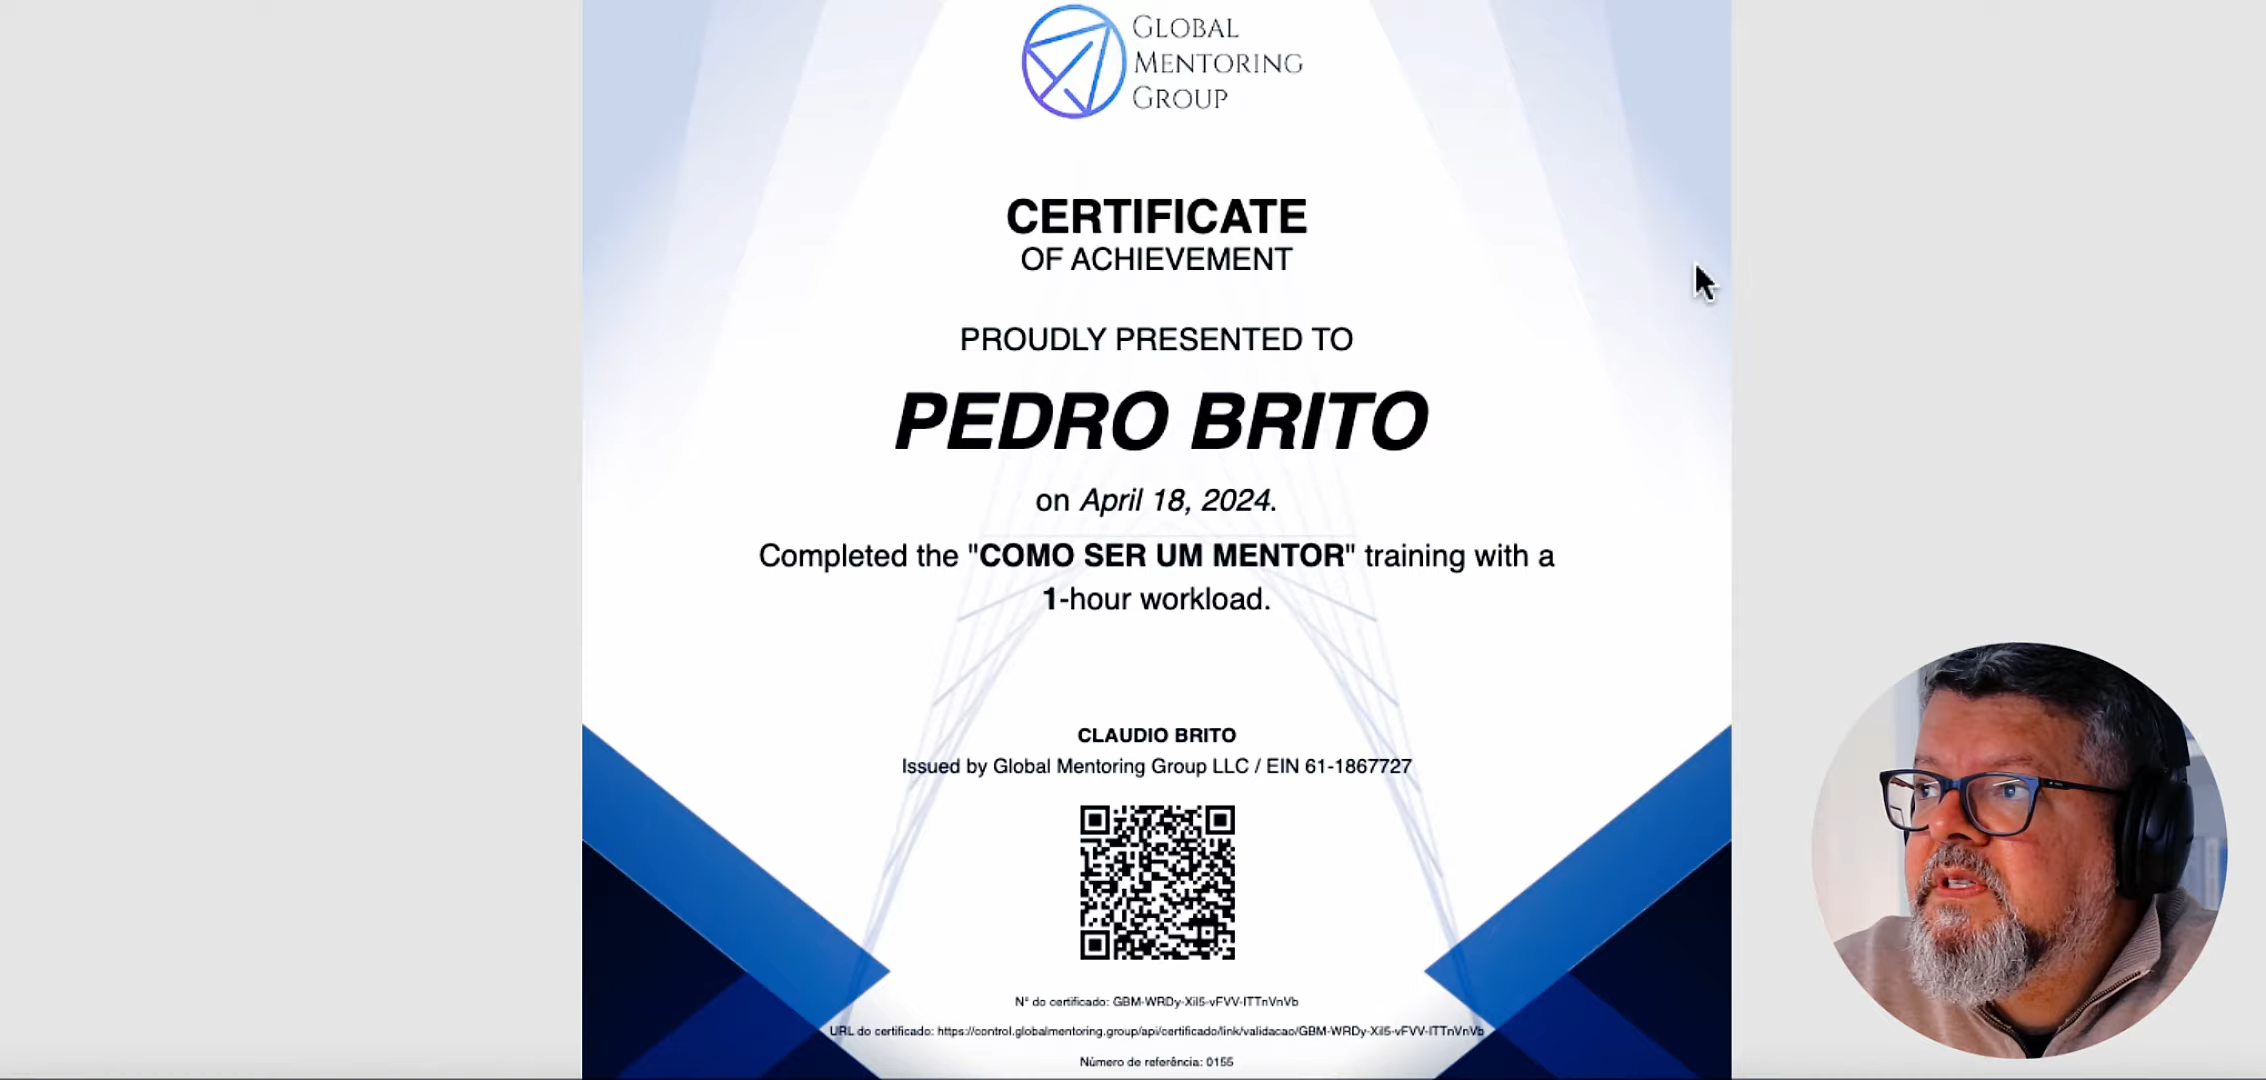 GLOBAL
MENTORING
GROUP
CERTIFICATE
OF ACHIEVEMENT
PROUDLY PRESENTED TO
PEDRO BRITO
on April 18, 2024.
Completed the "COMO SER UM MENTOR" training with a
1-hour workload.
CLAUDIO BRITO
Issued by Global Mentoring Group LLC / EIN 61-1867727
N° do certificado: GBM-WRDy-Xil5-vFVV-lTTnVnVb
URL do certificado: https://control.globalmentoring.group/api/certificado/link/validacao/GBM-WRDy-Xil5-vFVV-lTTnVnVb
Número de referência: 0155